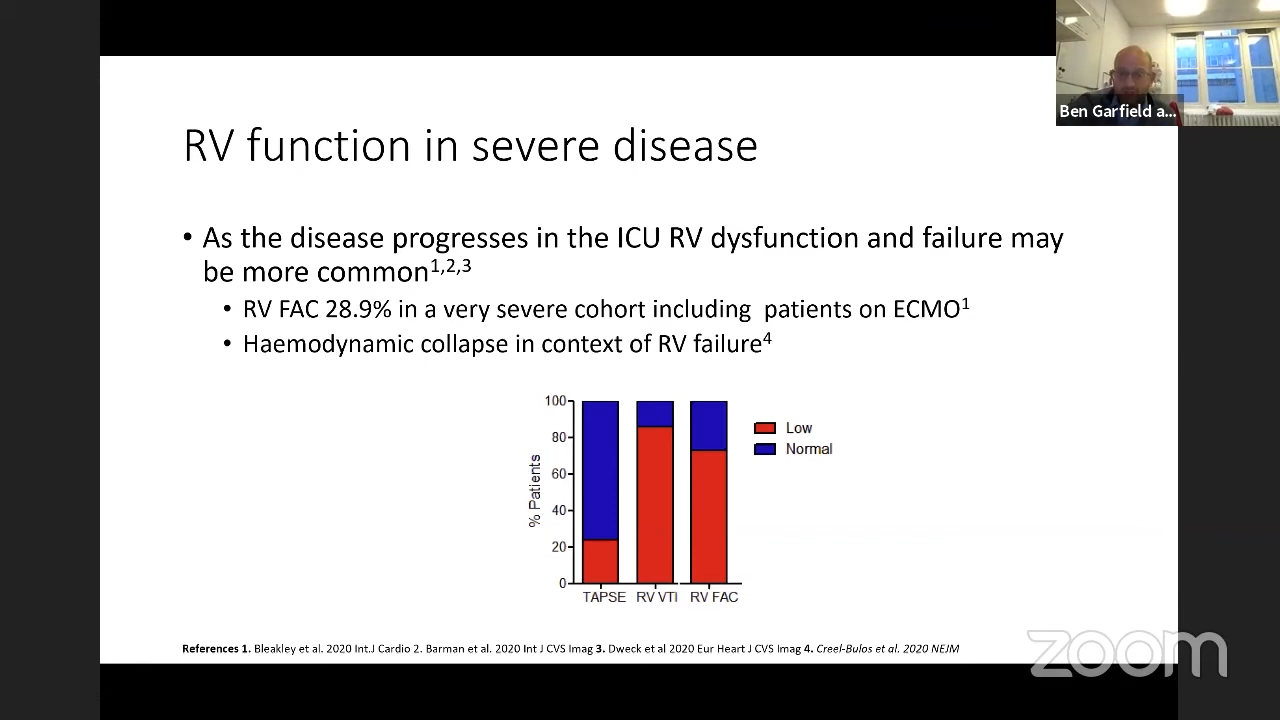 Ben Garfield a...
RV function in severe disease
• As the disease progresses in the ICU RV dysfunction and failure may
be more common1,2,3
• RV FAC 28.9% in a very severe cohort including patients on ECMO1
• Haemodynamic collapse in context of RV failure4
% Patients
100
80
60
40
20
0
TAPSE RV VTI RV FAC
Low
Normal
References 1. Bleakley et al. 2020 Int.J Cardio 2. Barman et al. 2020 Int J CVS Imag 3. Dweck et al 2020 Eur Heart J CVS Imag 4. Creel-Bulos et al. 2020 NEJM
zoom